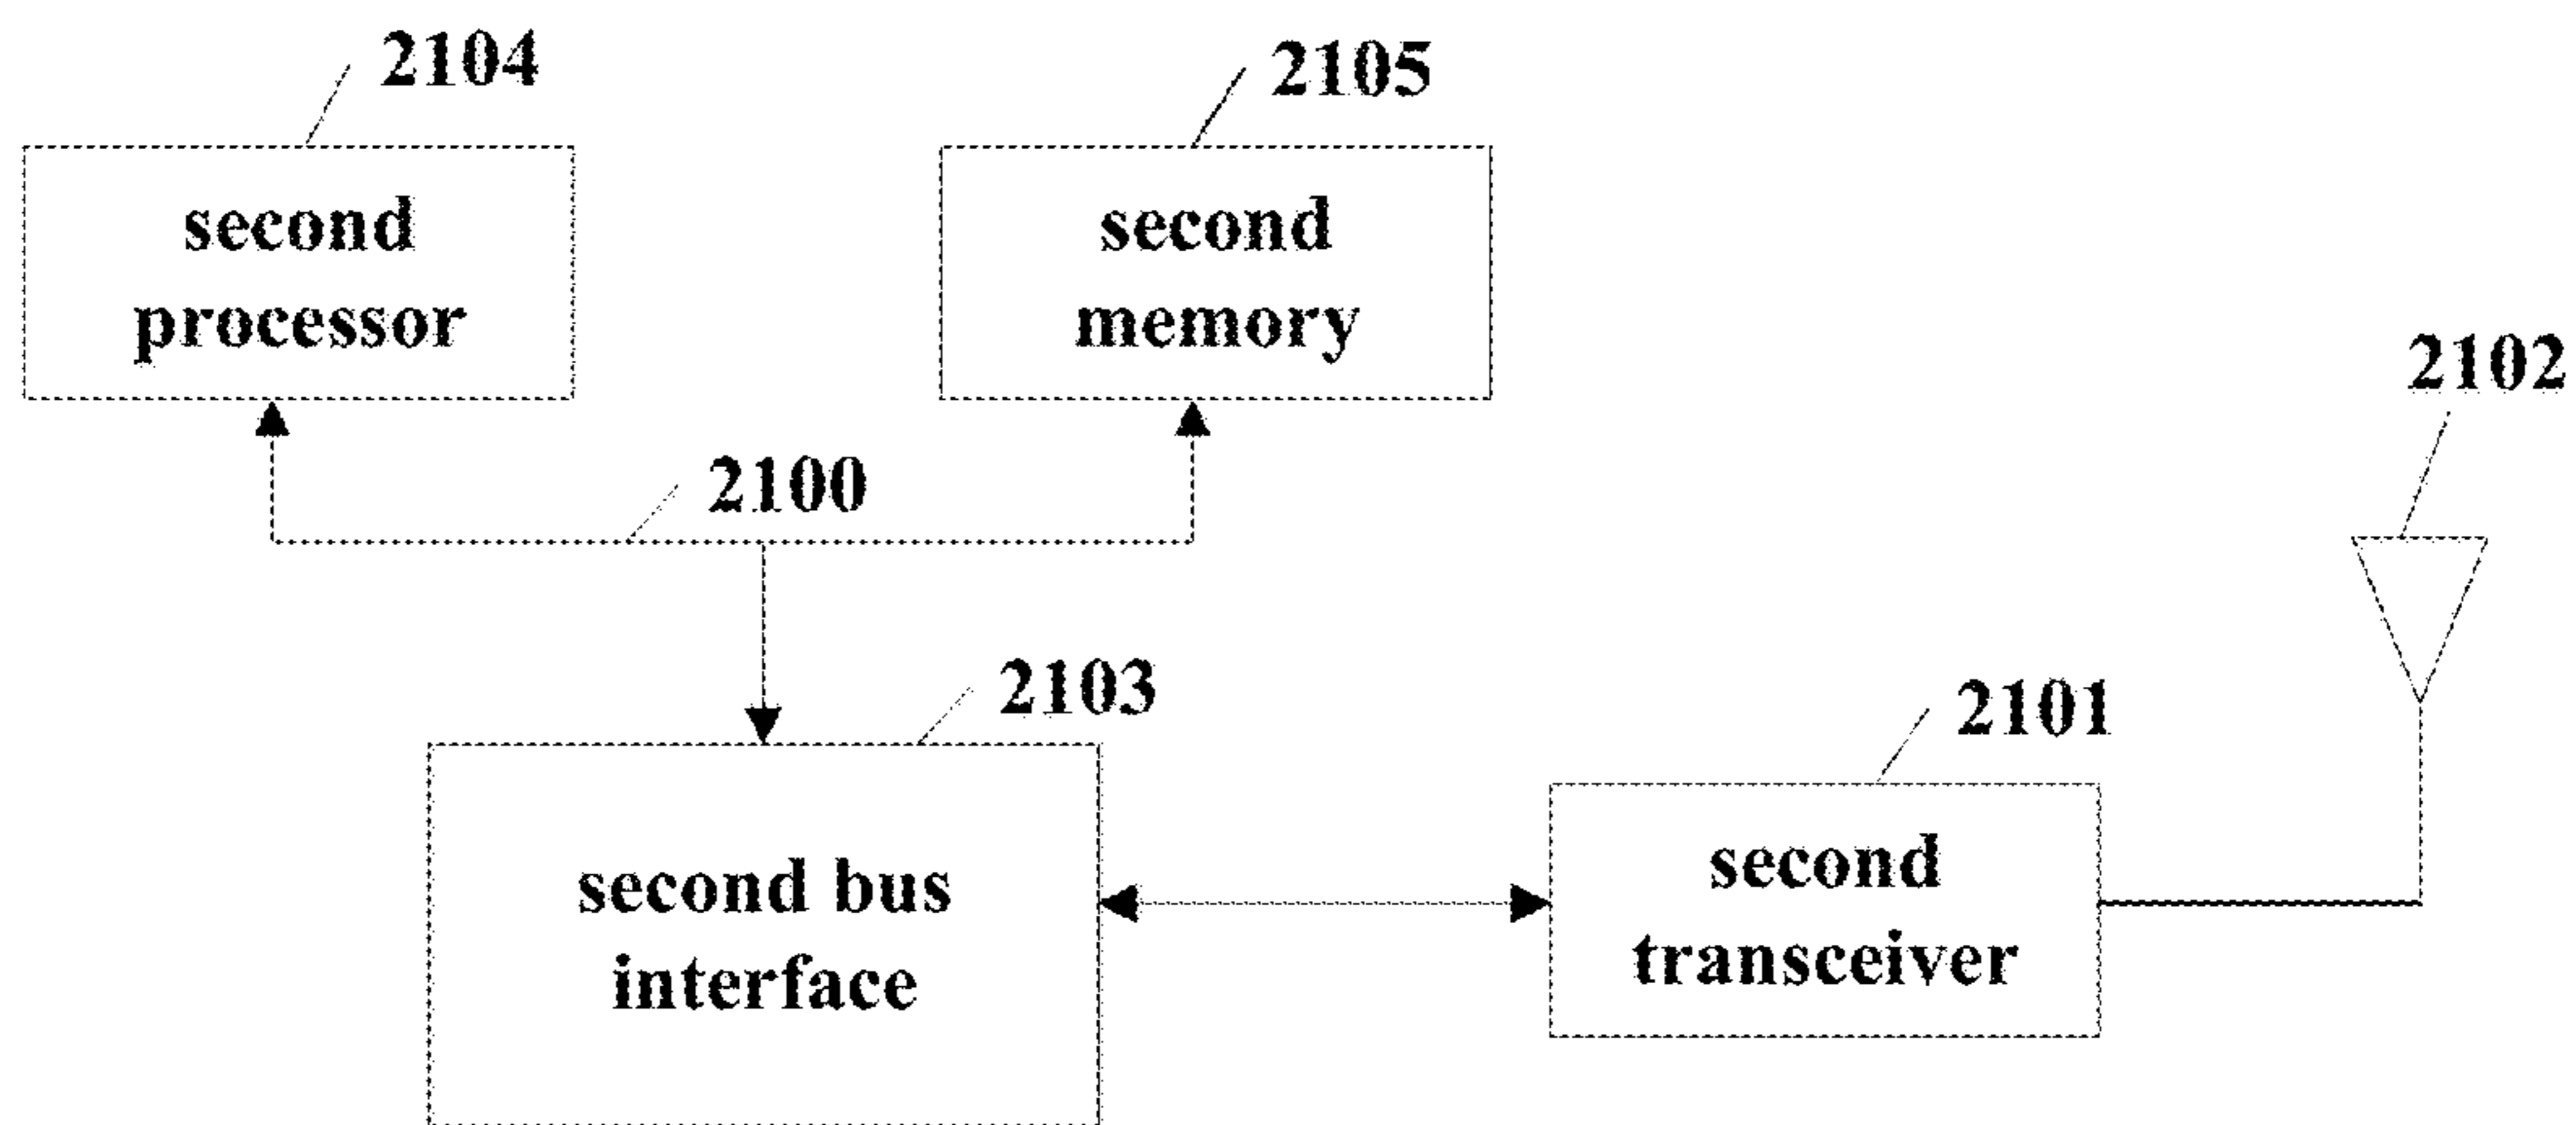 2104
2105
second
processor
second
memory
2102
2100
2103
2101
second bus
interface
second
transceiver